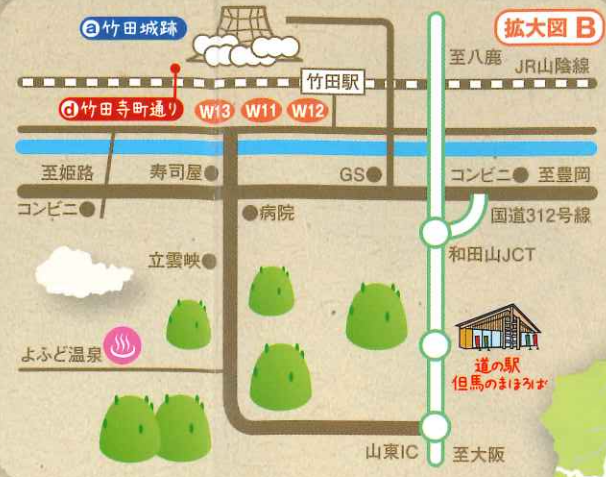 拡大図 B
ⓐ竹田城跡
至八鹿
JR山陰線
竹田駅
ⓓ竹田寺町通り
W13
W11
W12
至姫路
寿司屋
GS
コンビニ
至豊岡
コンビニ
病院
国道312号線
立雲峡
和田山JCT
よふど温泉
道の駅
但馬のまほろば
山東IC
至大阪